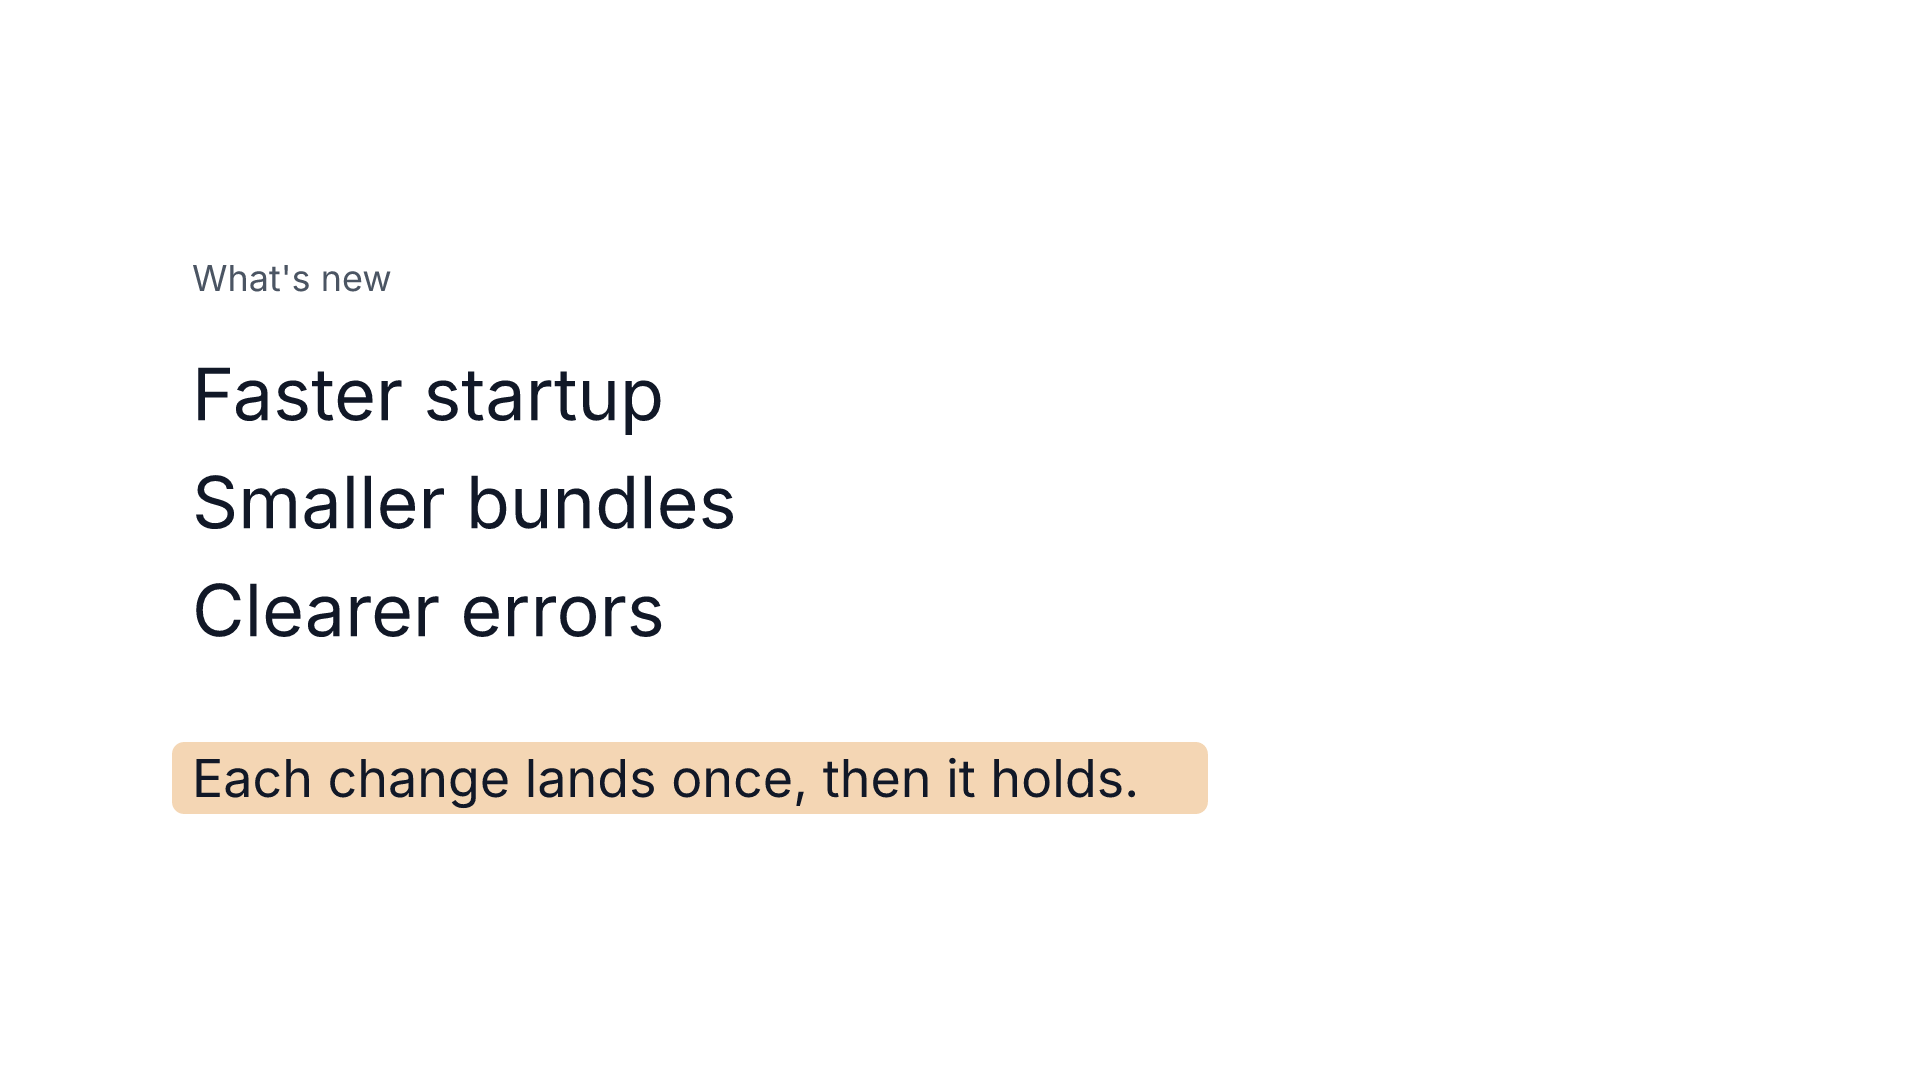 What's new
Faster startup
Smaller bundles
Clearer errors
Each change lands once, then it holds.